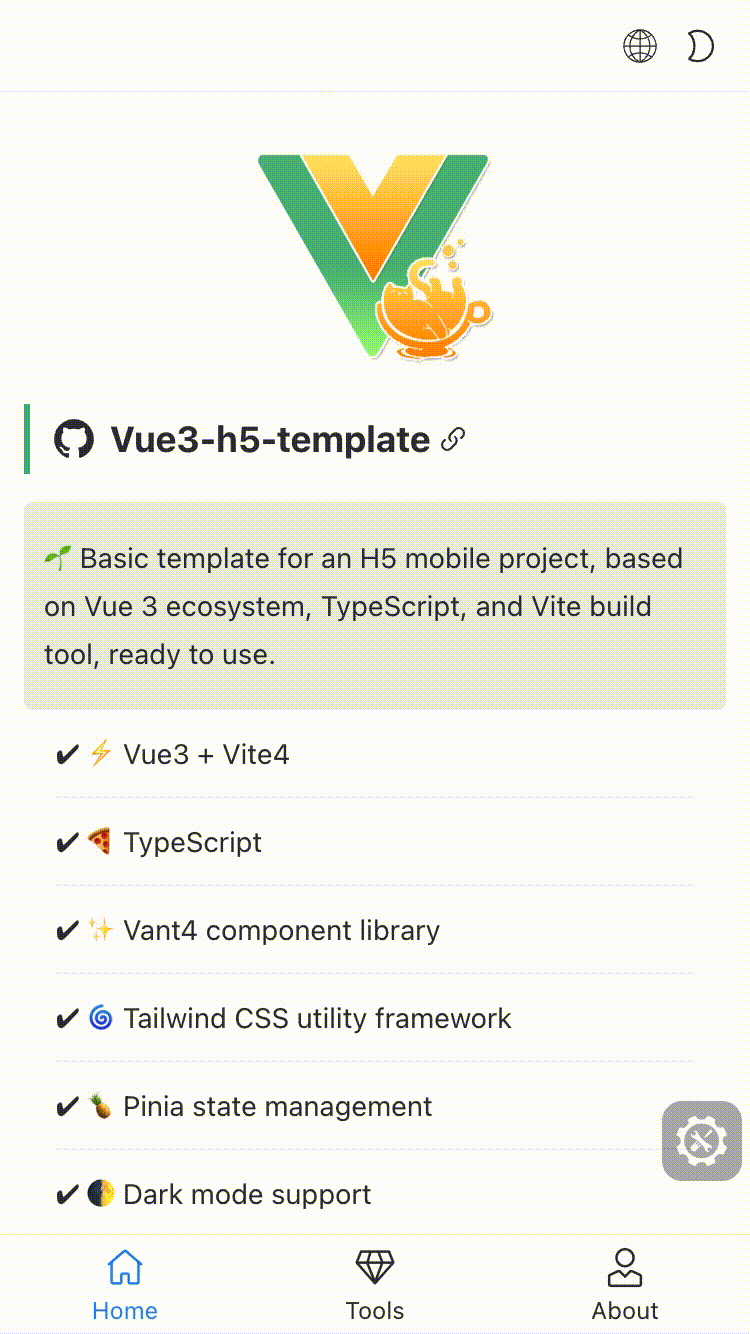 Vue3-h5-template
🌱 Basic template for an H5 mobile project, based
on Vue 3 ecosystem, TypeScript, and Vite build
tool, ready to use.
✔ ⚡ Vue3 + Vite4
✔ 🍕 TypeScript
✔ ✨ Vant4 component library
✔ 🌀 Tailwind CSS utility framework
✔ 🍍 Pinia state management
✔ 🌗 Dark mode support
Home Tools About